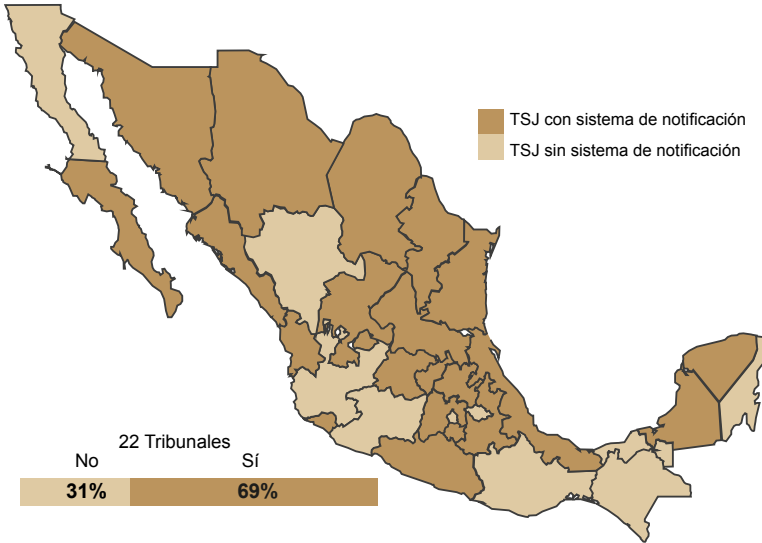 TSJ con sistema de notificación
TSJ sin sistema de notificación
22 Tribunales
No Sí
31% 69%